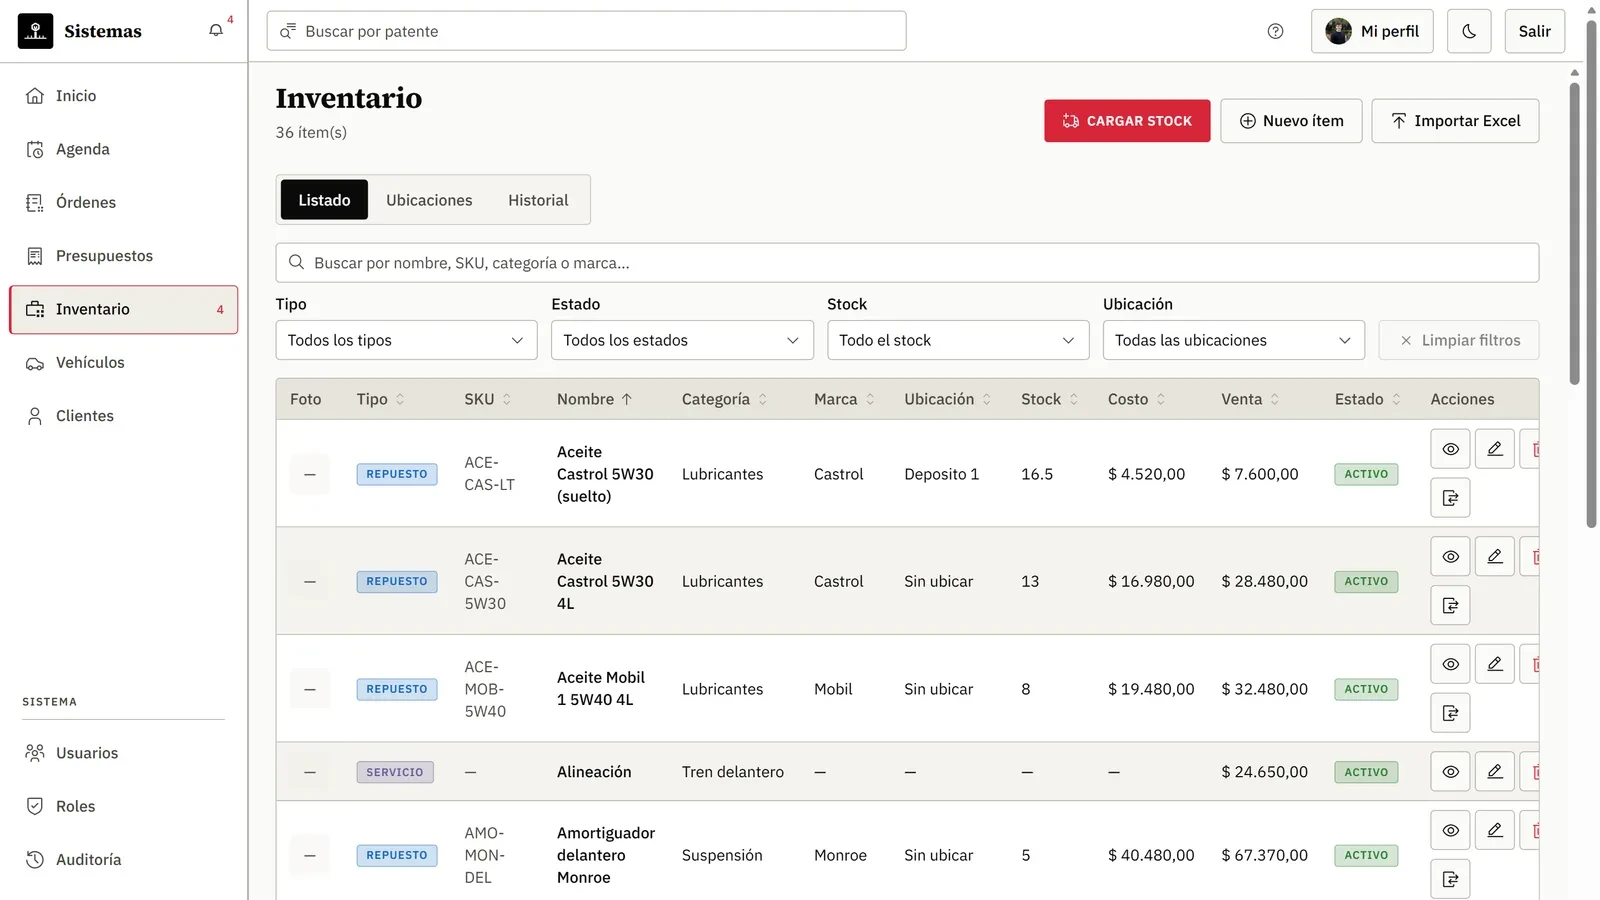 Sistemas
4
Buscar por patente
Mi perfil
Salir
Inicio
Agenda
Órdenes
Presupuestos
Inventario
4
Vehículos
Clientes
SISTEMA
Usuarios
Roles
Auditoría
Inventario
36 ítem(s)
CARGAR STOCK
Nuevo ítem
Importar Excel
Listado
Ubicaciones
Historial
Buscar por nombre, SKU, categoría o marca...
Tipo
Estado
Stock
Ubicación
Todos los tipos
Todos los estados
Todo el stock
Todas las ubicaciones
Limpiar filtros
Foto Tipo SKU Nombre Categoría Marca Ubicación Stock Costo Venta Estado Acciones
—
REPUESTO
ACE-
CAS-LT
Aceite
Castrol 5W30
(suelto)
Lubricantes
Castrol
Deposito 1
16.5
$ 4.520,00
$ 7.600,00
ACTIVO
—
REPUESTO
ACE-
CAS-
5W30
Aceite
Castrol 5W30
4L
Lubricantes
Castrol
Sin ubicar
13
$ 16.980,00
$ 28.480,00
ACTIVO
—
REPUESTO
ACE-
MOB-
5W40
Aceite Mobil
1 5W40 4L
Lubricantes
Mobil
Sin ubicar
8
$ 19.480,00
$ 32.480,00
ACTIVO
—
SERVICIO
—
Alineación
Tren delantero
—
—
—
—
$ 24.650,00
ACTIVO
—
REPUESTO
AMO-
MON-
DEL
Amortiguador
delantero
Monroe
Suspensión
Monroe
Sin ubicar
5
$ 40.480,00
$ 67.370,00
ACTIVO